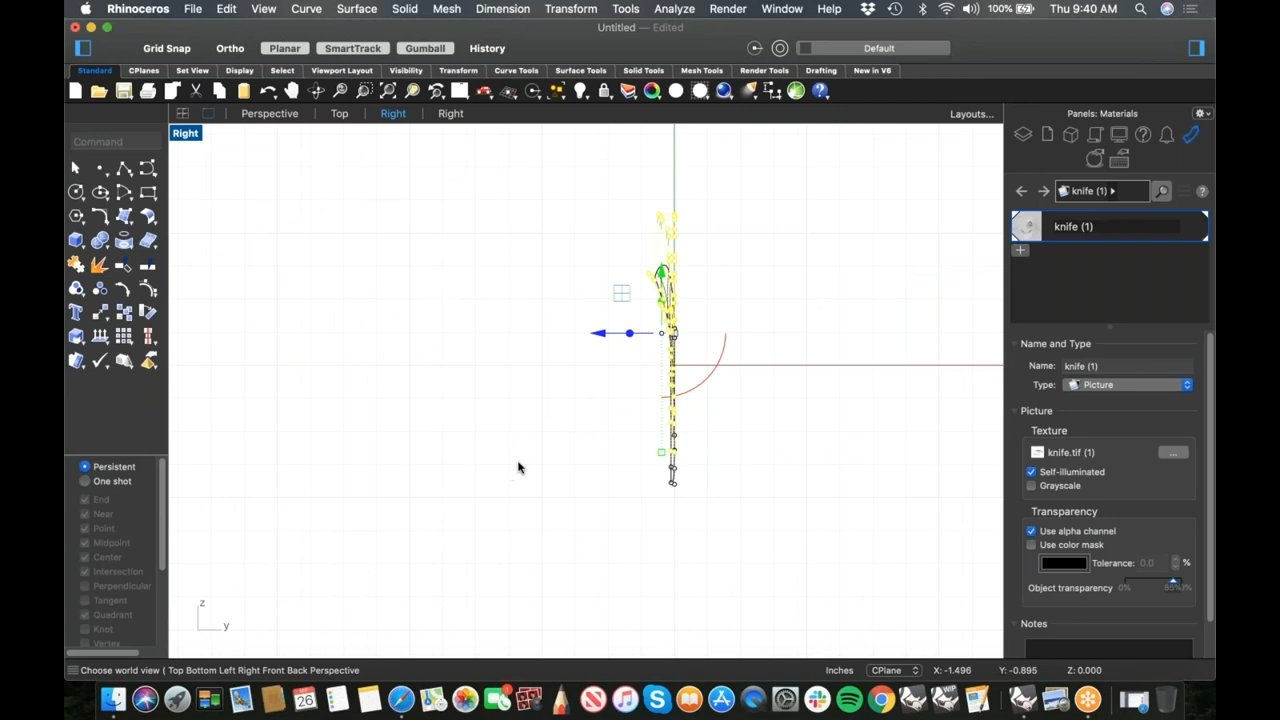 Rhinoceros File Edit View Curve Surface Solid Mesh Dimension Transform Tools Analyze Render Window Help 100% Thu 9:40 AM
Untitled — Edited
Grid Snap Ortho Planar SmartTrack Gumball History Default
Standard CPlanes Set View Display Select Viewport Layout Visibility Transform Curve Tools Surface Tools Solid Tools Mesh Tools Render Tools Drafting New in V6
Perspective Top Right Right Layouts... Panels: Materials
Right
Command
knife (1)
knife (1)
Name and Type
Name: knife (1)
Type: Picture
Picture
Texture
knife.tif (1) ...
Self-illuminated
Grayscale
Transparency
Use alpha channel
Use color mask
Tolerance: 0.0 %
Object transparency 0%
Notes
Persistent
One shot
End
Near
Point
Midpoint
Center
Intersection
Perpendicular
Tangent
Quadrant
Knot
Vertex
z
y
Choose world view ( Top Bottom Left Right Front Back Perspective Inches CPlane X: -1.496 Y: -0.895 Z: 0.000
26